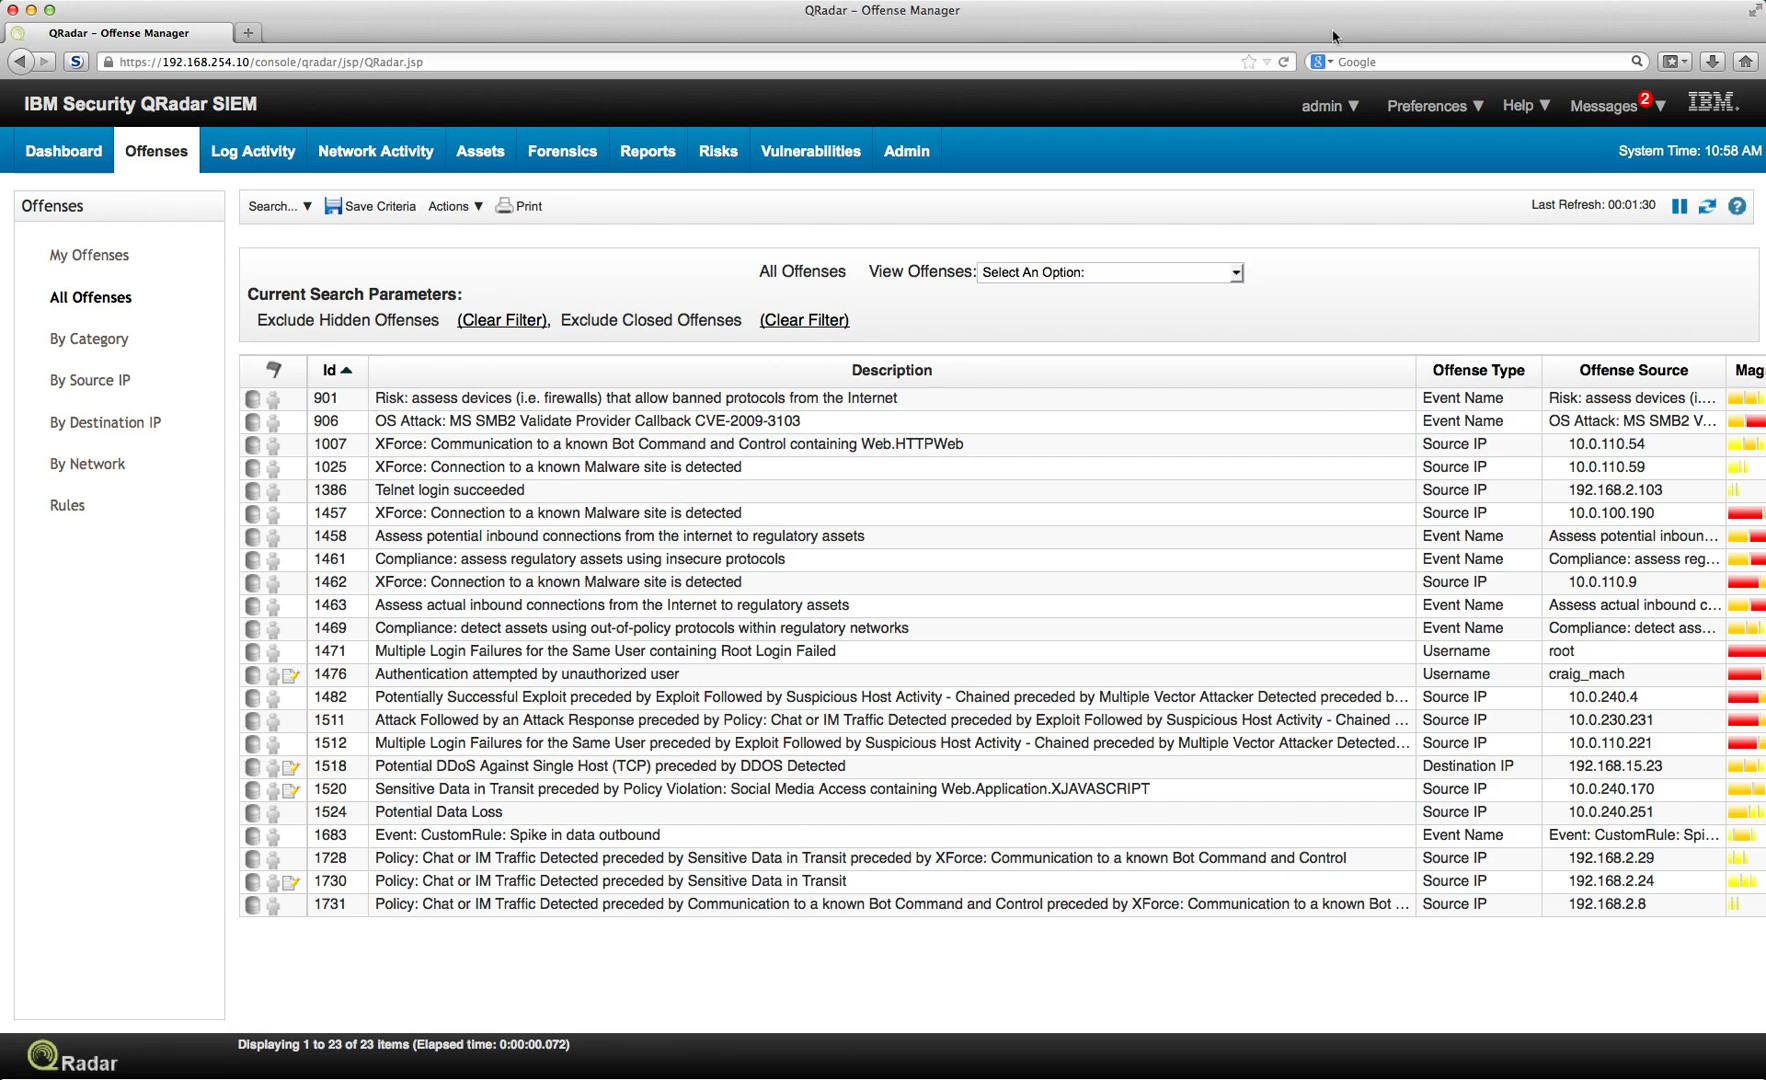 QRadar – Offense Manager
QRadar – Offense Manager
+
S https://192.168.254.10/console/qradar/jsp/QRadar.jsp 8 Google
IBM Security QRadar SIEM admin ▼ Preferences ▼ Help ▼ Messages 2 ▼ IBM.
Dashboard Offenses Log Activity Network Activity Assets Forensics Reports Risks Vulnerabilities Admin System Time: 10:58 AM
Offenses
My Offenses
All Offenses
By Category
By Source IP
By Destination IP
By Network
Rules
Search... ▼ Save Criteria Actions ▼ Print Last Refresh: 00:01:30 ?
All Offenses View Offenses: Select An Option:
Current Search Parameters:
Exclude Hidden Offenses (Clear Filter), Exclude Closed Offenses (Clear Filter)
Id Description Offense Type Offense Source Mag
901 Risk: assess devices (i.e. firewalls) that allow banned protocols from the Internet Event Name Risk: assess devices (i....
906 OS Attack: MS SMB2 Validate Provider Callback CVE-2009-3103 Event Name OS Attack: MS SMB2 V...
1007 XForce: Communication to a known Bot Command and Control containing Web.HTTPWeb Source IP 10.0.110.54
1025 XForce: Connection to a known Malware site is detected Source IP 10.0.110.59
1386 Telnet login succeeded Source IP 192.168.2.103
1457 XForce: Connection to a known Malware site is detected Source IP 10.0.100.190
1458 Assess potential inbound connections from the internet to regulatory assets Event Name Assess potential inboun...
1461 Compliance: assess regulatory assets using insecure protocols Event Name Compliance: assess reg...
1462 XForce: Connection to a known Malware site is detected Source IP 10.0.110.9
1463 Assess actual inbound connections from the Internet to regulatory assets Event Name Assess actual inbound c...
1469 Compliance: detect assets using out-of-policy protocols within regulatory networks Event Name Compliance: detect ass...
1471 Multiple Login Failures for the Same User containing Root Login Failed Username root
1476 Authentication attempted by unauthorized user Username craig_mach
1482 Potentially Successful Exploit preceded by Exploit Followed by Suspicious Host Activity - Chained preceded by Multiple Vector Attacker Detected preceded b... Source IP 10.0.240.4
1511 Attack Followed by an Attack Response preceded by Policy: Chat or IM Traffic Detected preceded by Exploit Followed by Suspicious Host Activity - Chained ... Source IP 10.0.230.231
1512 Multiple Login Failures for the Same User preceded by Exploit Followed by Suspicious Host Activity - Chained preceded by Multiple Vector Attacker Detected... Source IP 10.0.110.221
1518 Potential DDoS Against Single Host (TCP) preceded by DDOS Detected Destination IP 192.168.15.23
1520 Sensitive Data in Transit preceded by Policy Violation: Social Media Access containing Web.Application.XJAVASCRIPT Source IP 10.0.240.170
1524 Potential Data Loss Source IP 10.0.240.251
1683 Event: CustomRule: Spike in data outbound Event Name Event: CustomRule: Spi...
1728 Policy: Chat or IM Traffic Detected preceded by Sensitive Data in Transit preceded by XForce: Communication to a known Bot Command and Control Source IP 192.168.2.29
1730 Policy: Chat or IM Traffic Detected preceded by Sensitive Data in Transit Source IP 192.168.2.24
1731 Policy: Chat or IM Traffic Detected preceded by Communication to a known Bot Command and Control preceded by XForce: Communication to a known Bot ... Source IP 192.168.2.8
QRadar Displaying 1 to 23 of 23 items (Elapsed time: 0:00:00.072)